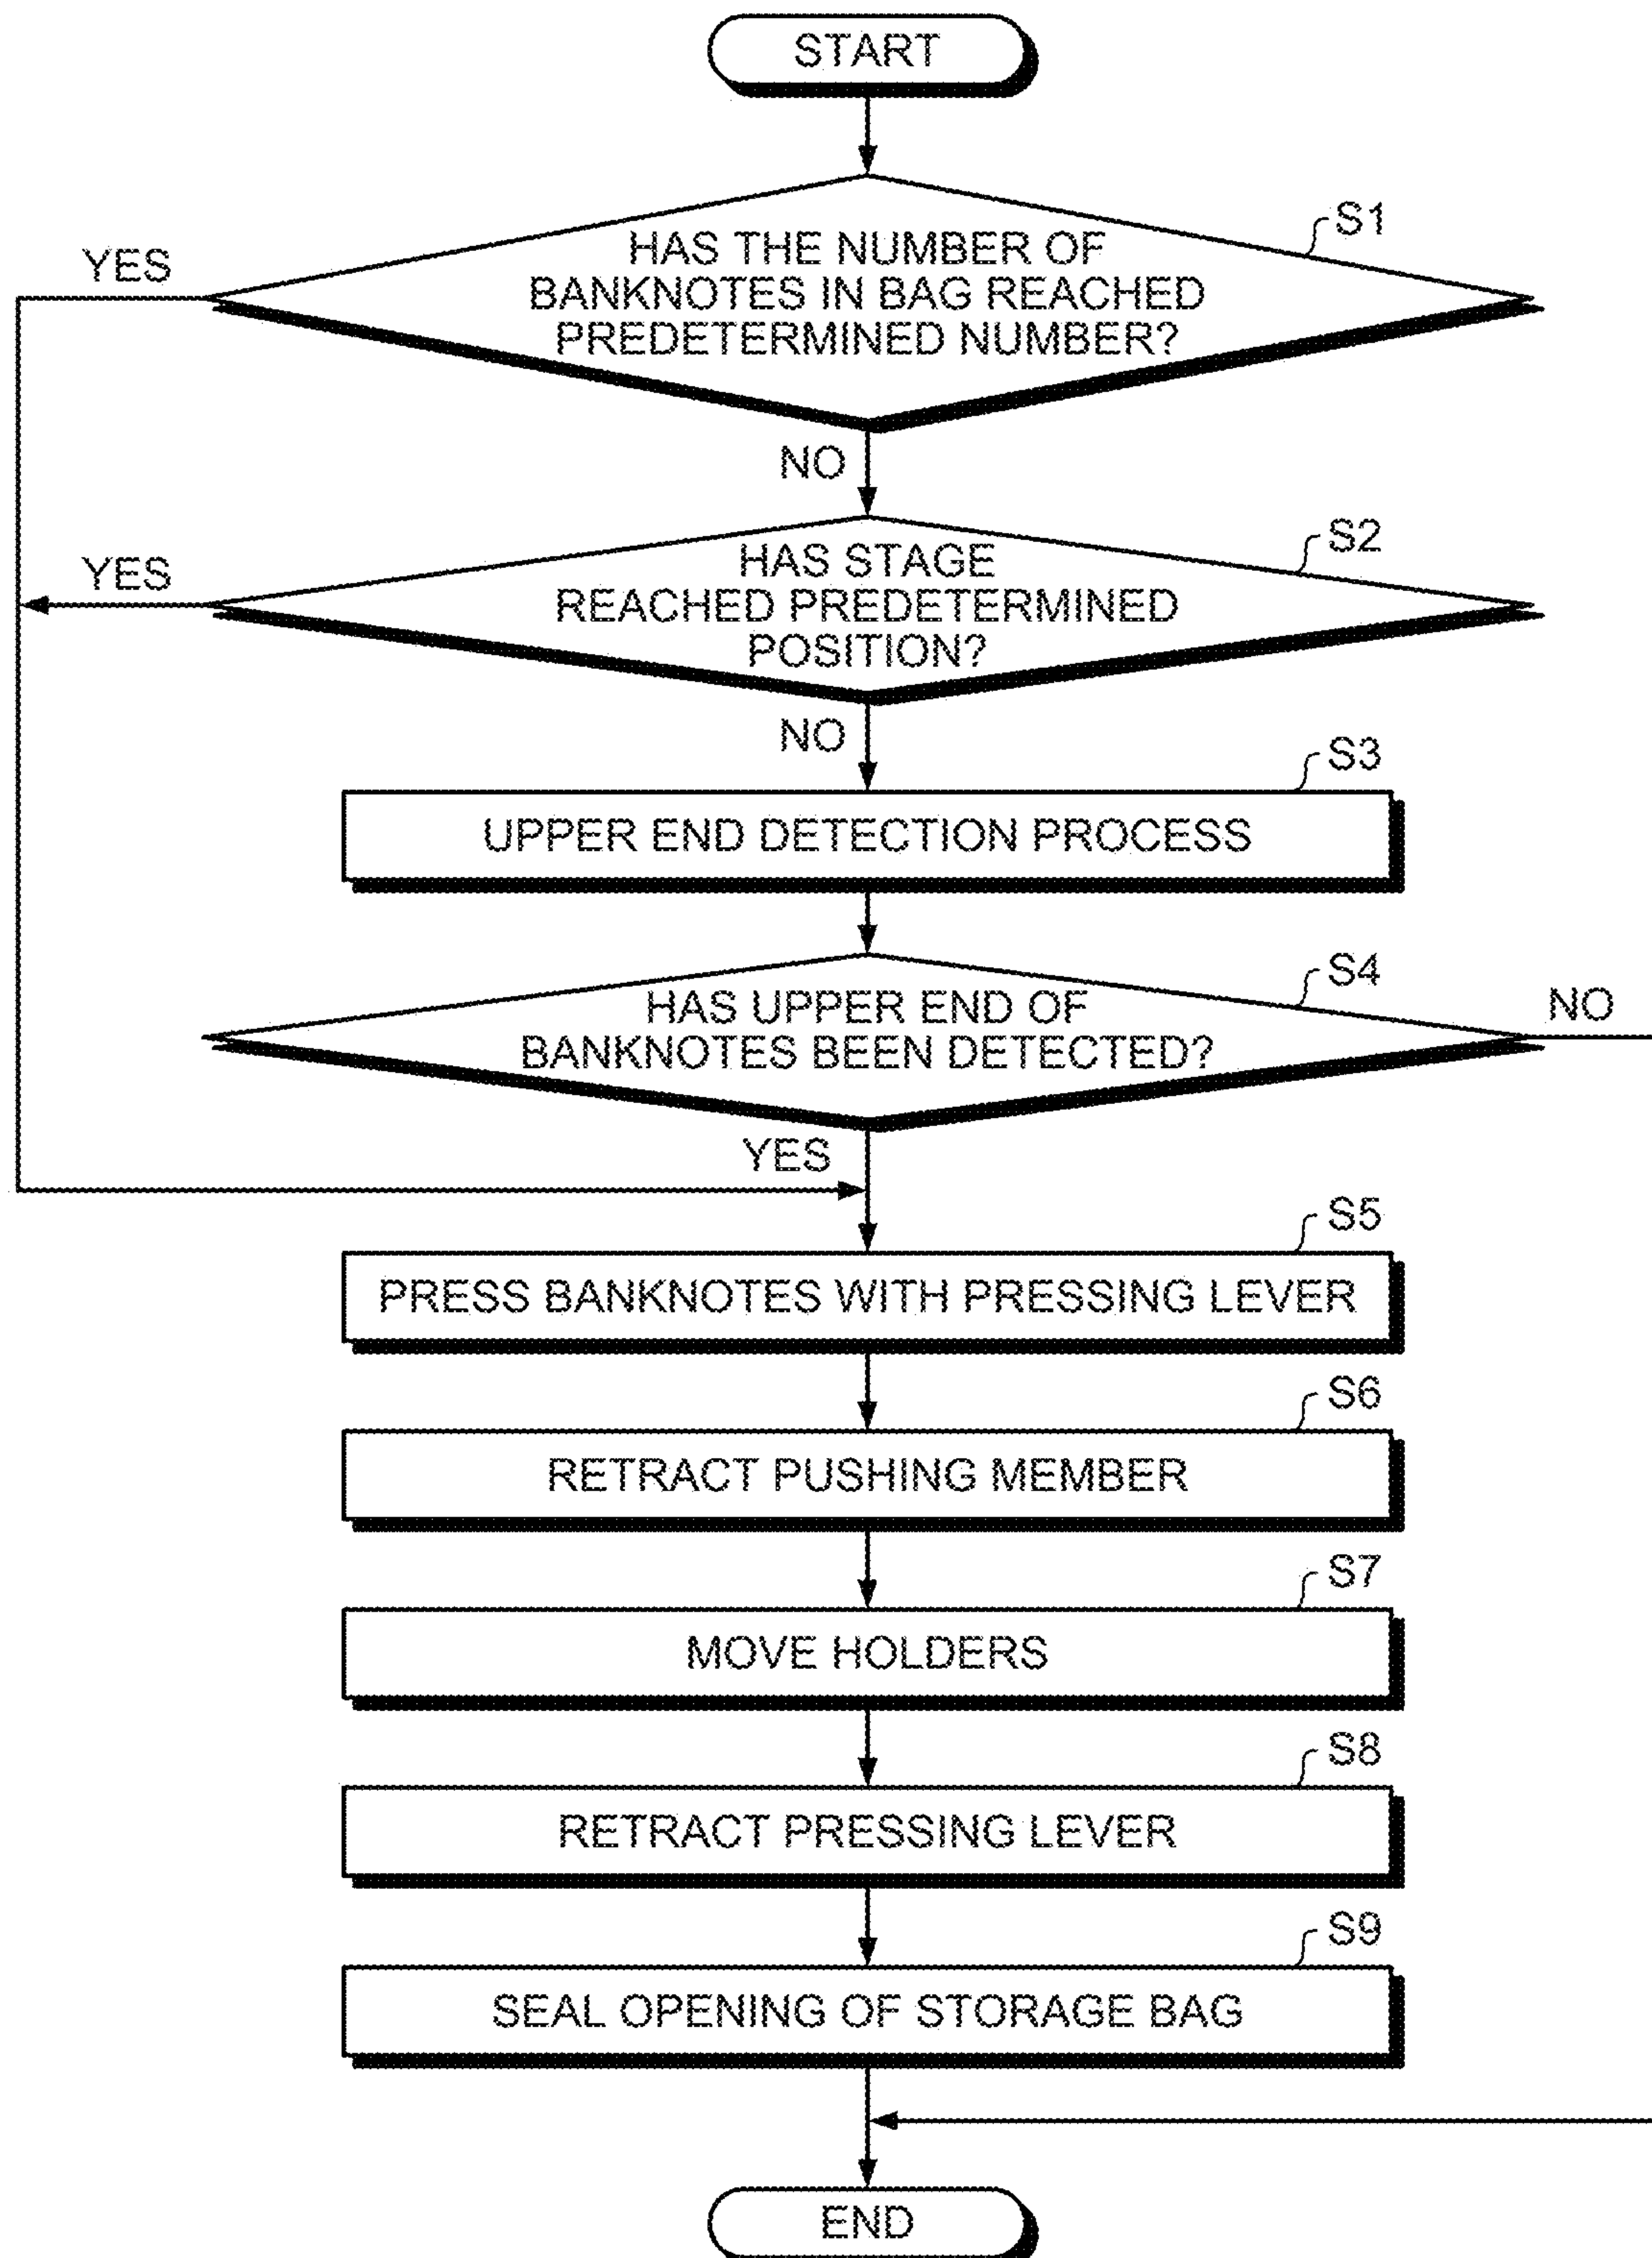 START
S1
YES
HAS THE NUMBER OF
BANKNOTES IN BAG REACHED
PREDETERMINED NUMBER?
NO
S2
YES
HAS STAGE
REACHED PREDETERMINED
POSITION?
NO
S3
UPPER END DETECTION PROCESS
S4
NO
HAS UPPER END OF
BANKNOTES BEEN DETECTED?
YES
S5
PRESS BANKNOTES WITH PRESSING LEVER
S6
RETRACT PUSHING MEMBER
S7
MOVE HOLDERS
S8
RETRACT PRESSING LEVER
S9
SEAL OPENING OF STORAGE BAG
END